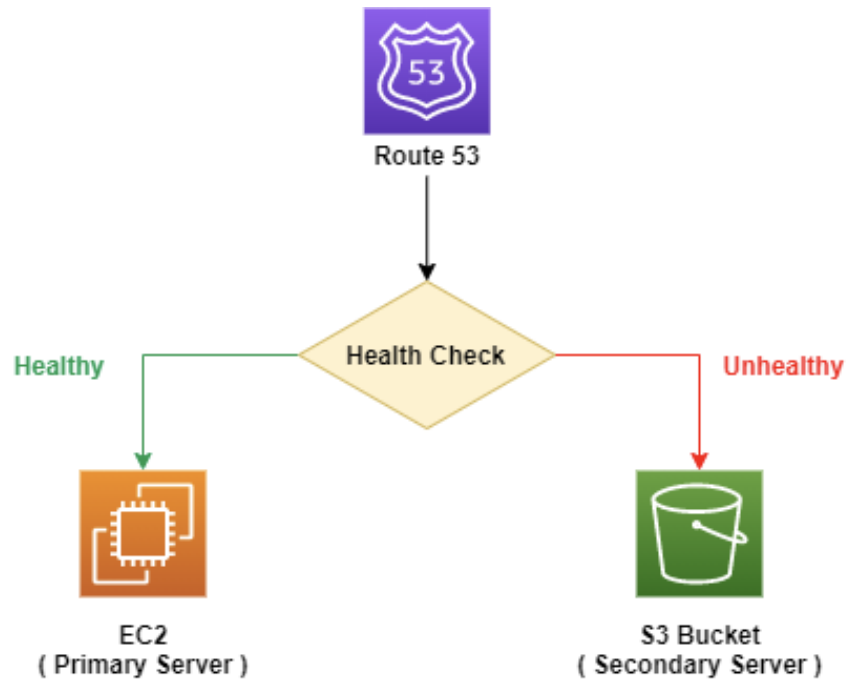 53
Route 53
Health Check
Healthy
Unhealthy
EC2
( Primary Server )
S3 Bucket
( Secondary Server )